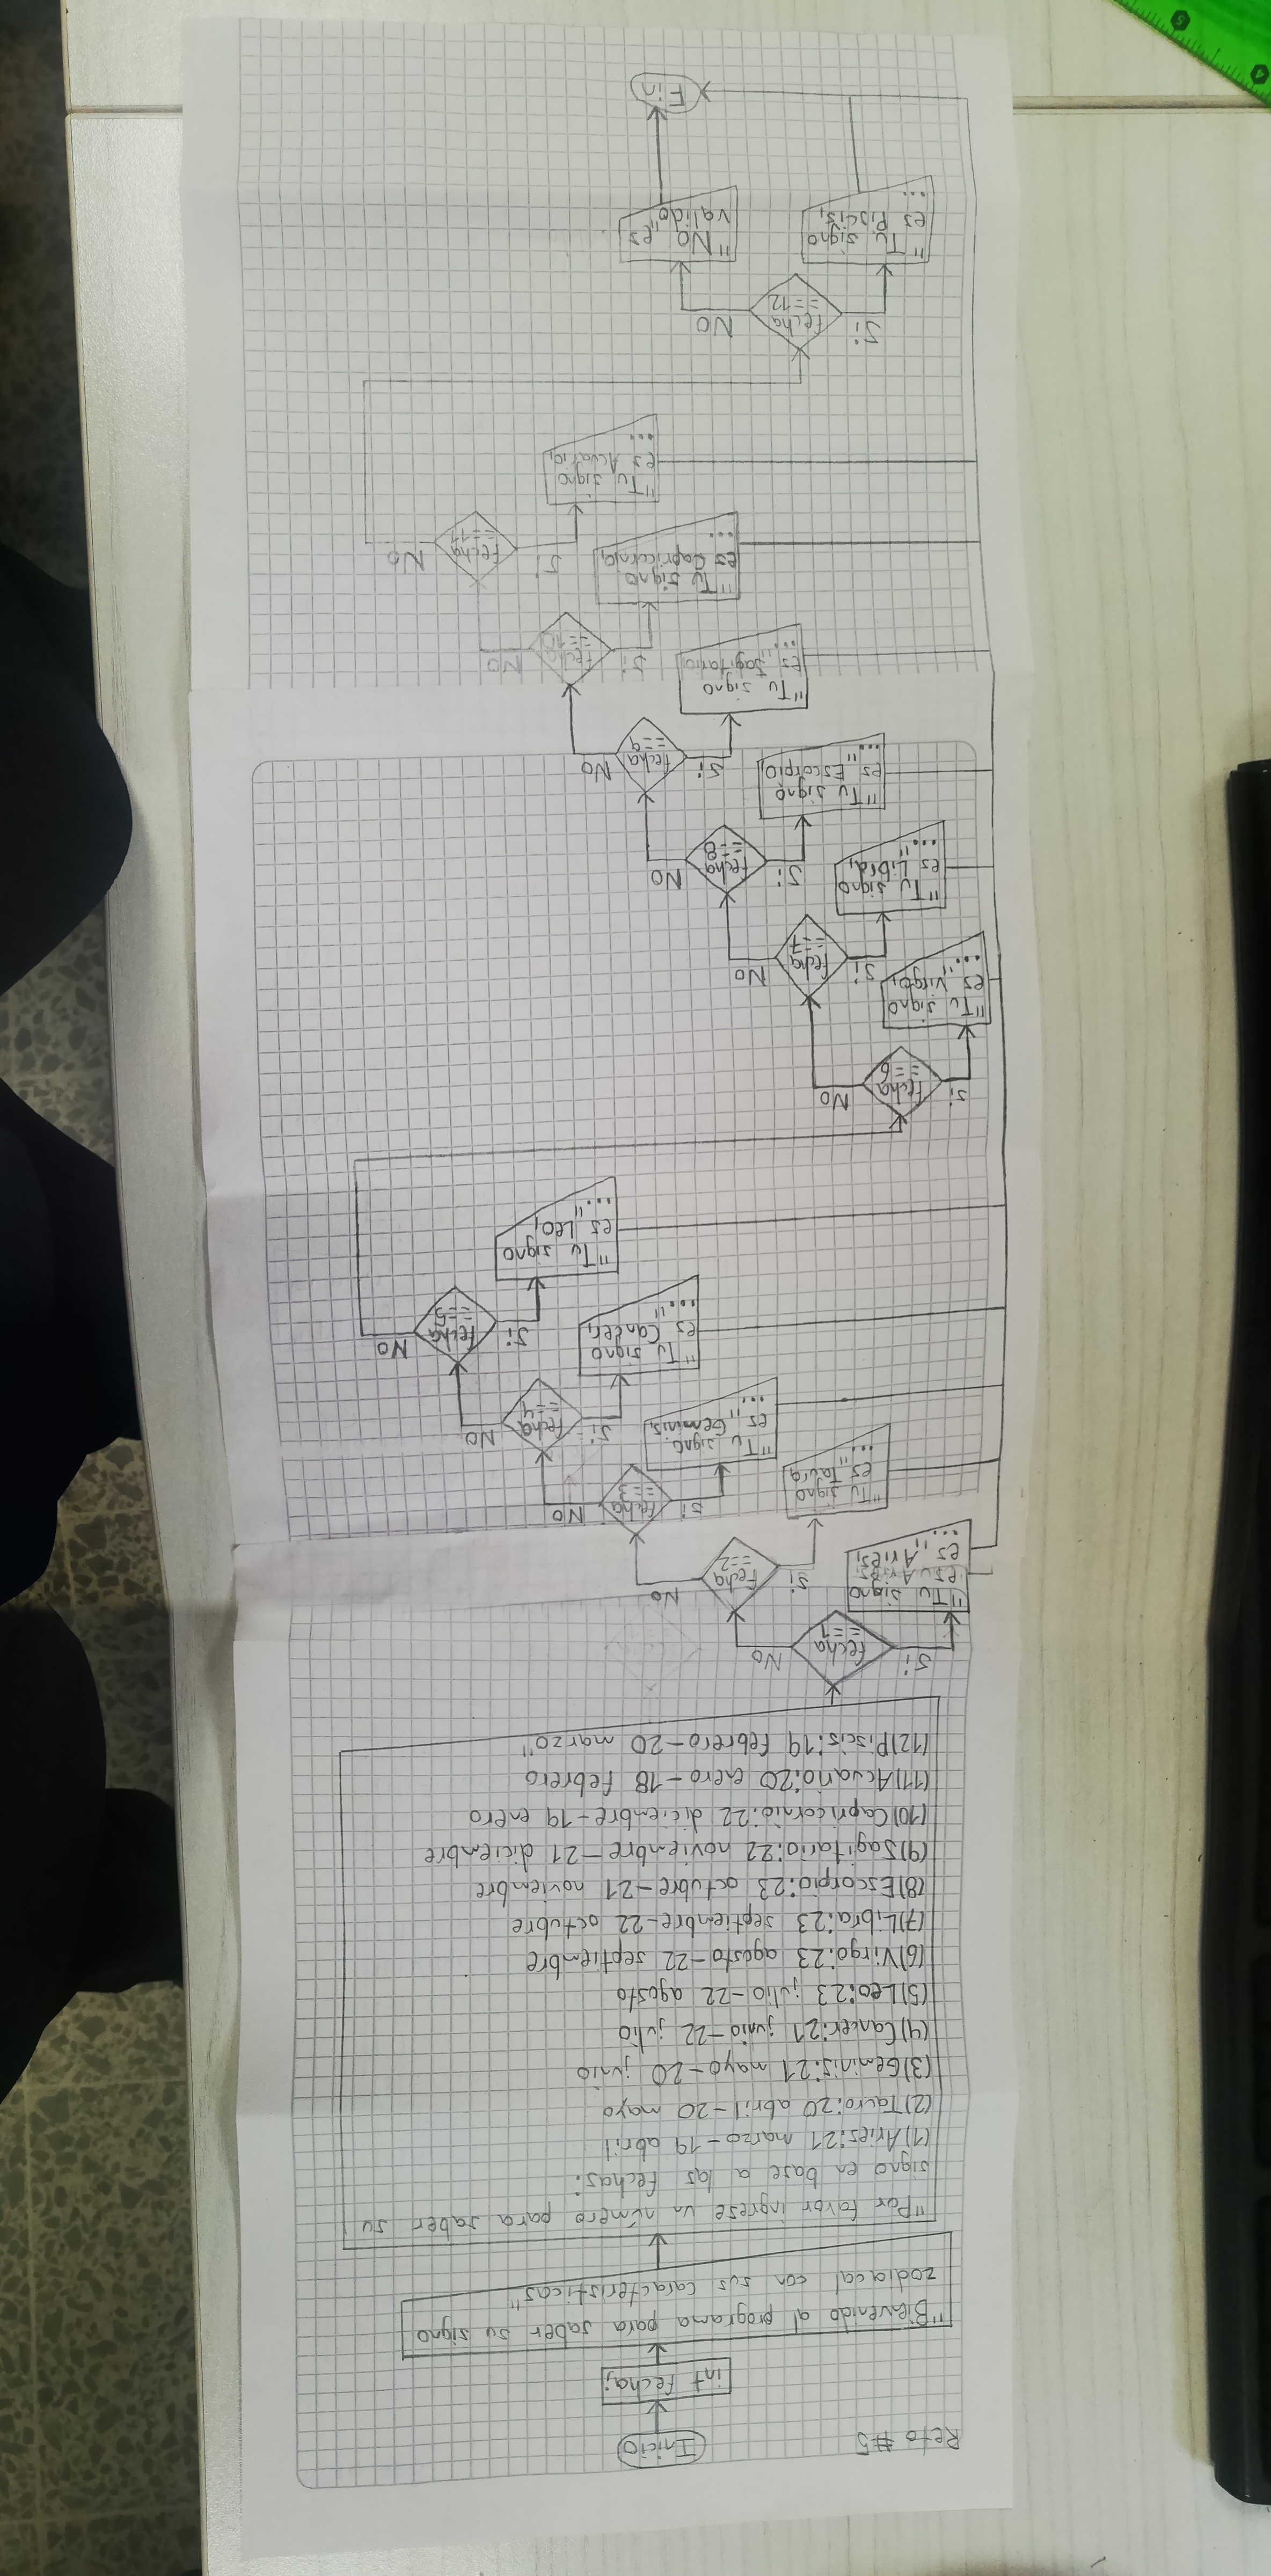 Reto #5
Inicio
int fecha;
"Bienvenido al programa para saber su signo
zodiacal con sus caracteristicas"
"Por favor ingrese un número para saber su
signo en base a las fechas:
(1)Aries:21 marzo-19 abril
(2)Tauro:20 abril-20 mayo
(3)Geminis:21 mayo-20 junio
(4)Cancer:21 junio-22 julio
(5)Leo:23 julio-22 agosto
(6)Virgo:23 agosto-22 septiembre
(7)Libra:23 septiembre-22 octubre
(8)Escorpio:23 octubre-21 noviembre
(9)Sagitario:22 noviembre-21 diciembre
(10)Capricornio:22 diciembre-19 enero
(11)Acuario:20 enero-18 febrero
(12)Piscis:19 febrero-20 marzo"
Si
fecha
==1
No
"Tu signo
es Aries,
es Aries,
..."
Si
fecha
==2
No
"Tu signo
es Tauro,
..."
Si
fecha
==3
No
"Tu signo
es Geminis,
..."
Si
fecha
==4
No
"Tu signo
es Cancer,
..."
Si
fecha
==5
No
"Tu signo
es Leo,
..."
Si
fecha
==6
No
"Tu signo
es Virgo,
..."
Si
fecha
==7
No
"Tu signo
es Libra,
..."
Si
fecha
==8
No
"Tu signo
es Escorpio,
..."
Si
fecha
==9
No
"Tu signo
es Sagitario
..."
Si
fecha
==10
No
"Tu signo
es Capricornio,
...
Si
fecha
==11
No
"Tu signo
es Acuario,
...
Si
fecha
==12
No
"Tu signo
es Piscis,
...
"No es
valido"
Fin
4
5